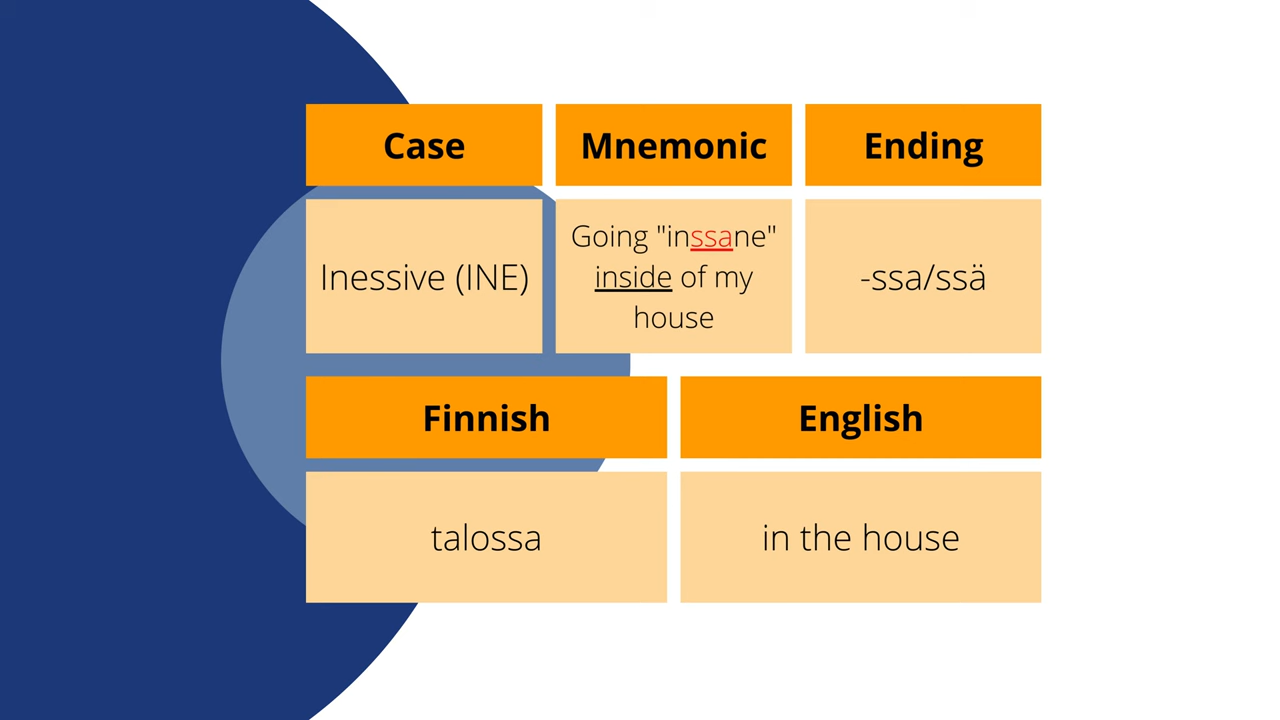 Case
Mnemonic
Ending
Inessive (INE)
Going "inssane"
inside of my
house
-ssa/ssä
Finnish
English
talossa
in the house